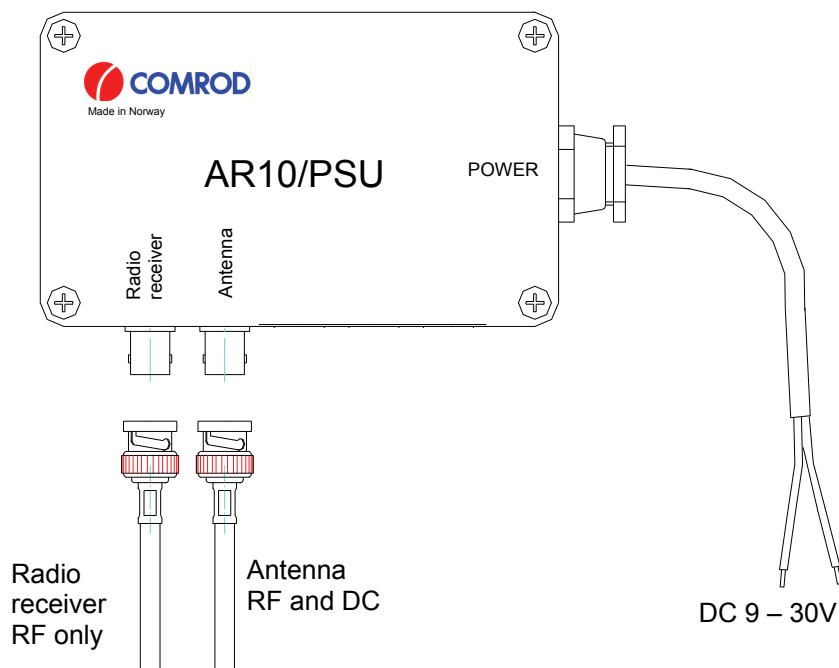 COMROD
Made in Norway
AR10/PSU
POWER
Radio
receiver
Antenna
Radio
receiver
RF only
Antenna
RF and DC
DC 9 – 30V